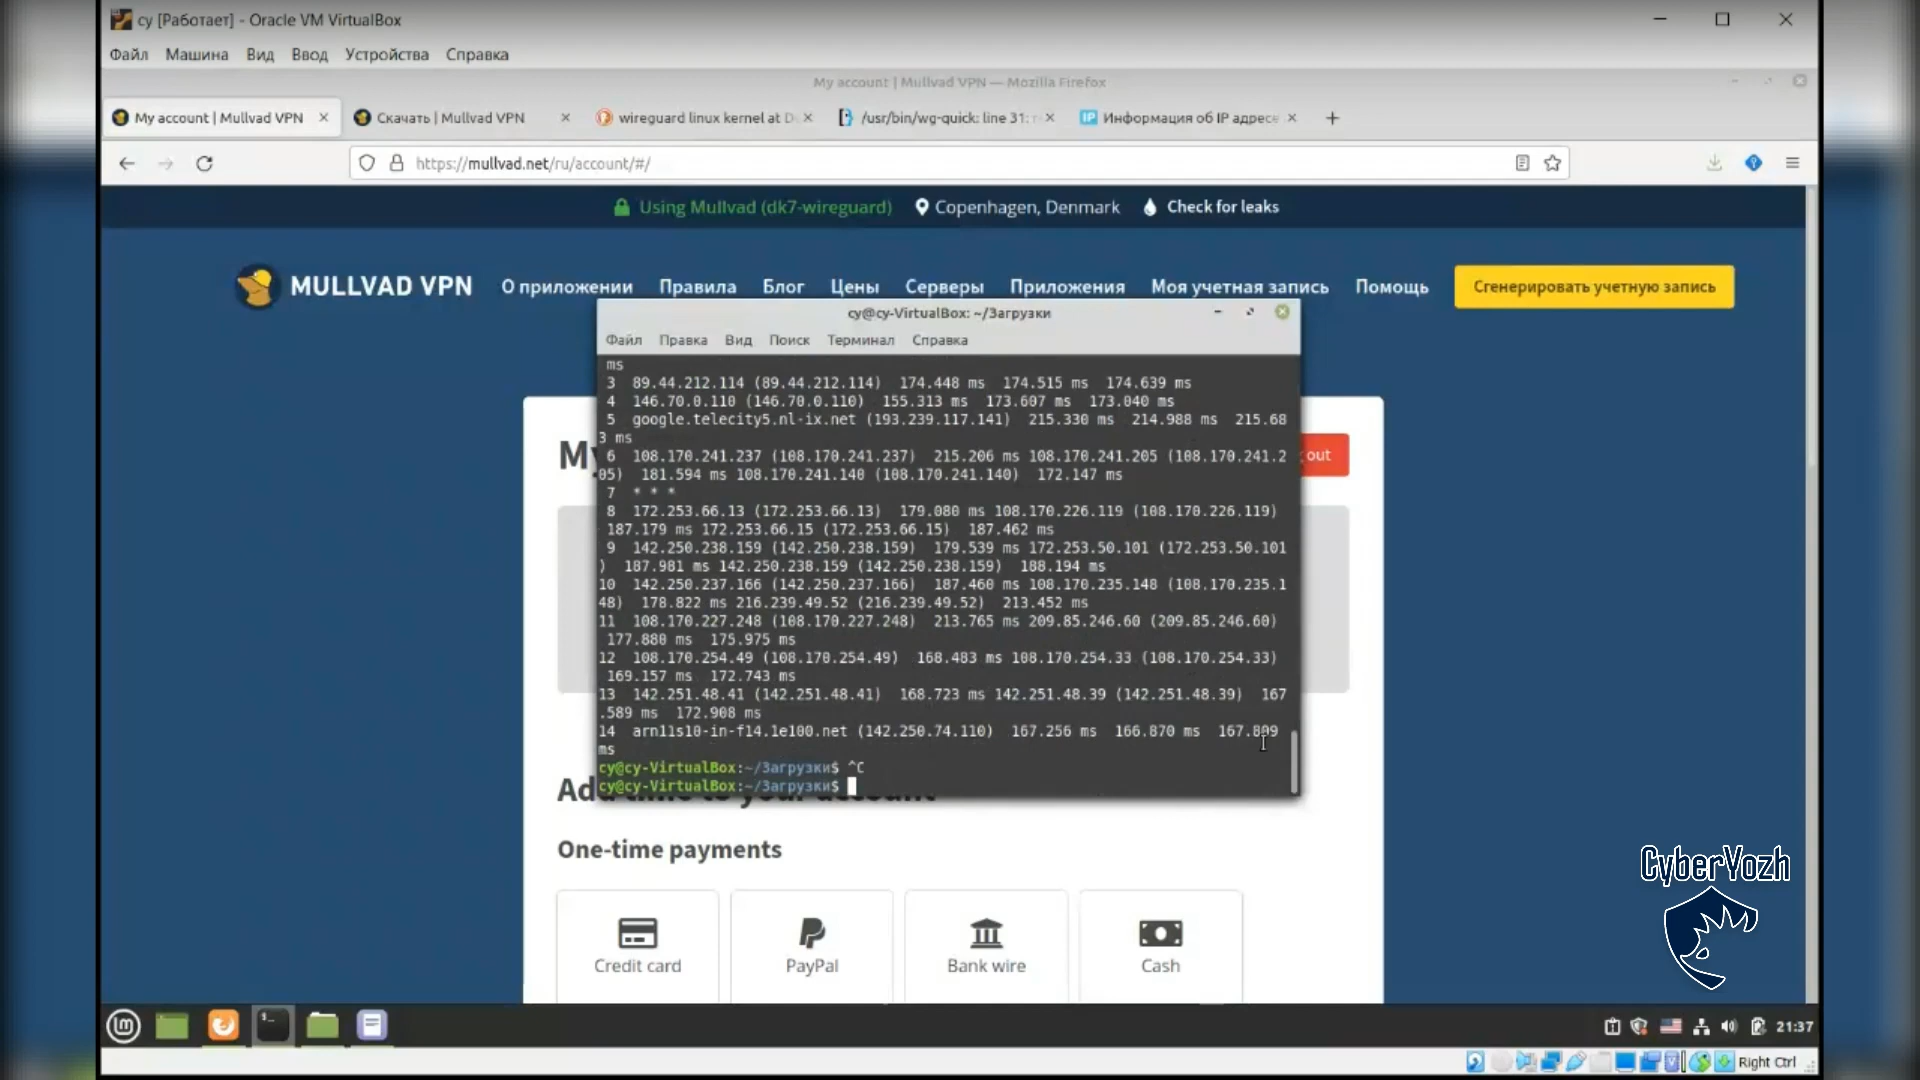 cy [Работает] - Oracle VM VirtualBox
Файл Машина Вид Ввод Устройства Справка
My account | Mullvad VPN — Mozilla Firefox
My account | Mullvad VPN
Скачать | Mullvad VPN
wireguard linux kernel at D
/usr/bin/wg-quick: line 31:
IP Информация об IP адресе
https://mullvad.net/ru/account/#/
Using Mullvad (dk7-wireguard) Copenhagen, Denmark Check for leaks
MULLVAD VPN О приложении Правила Блог Цены Серверы Приложения Моя учетная запись Помощь Сгенерировать учетную запись
cy@cy-VirtualBox: ~/Загрузки
Файл Правка Вид Поиск Терминал Справка
ms
3 89.44.212.114 (89.44.212.114) 174.448 ms 174.515 ms 174.639 ms
4 146.70.0.110 (146.70.0.110) 155.313 ms 173.607 ms 173.040 ms
5 google.telecity5.nl-ix.net (193.239.117.141) 215.330 ms 214.988 ms 215.68
3 ms
6 108.170.241.237 (108.170.241.237) 215.206 ms 108.170.241.205 (108.170.241.2
05) 181.594 ms 108.170.241.140 (108.170.241.140) 172.147 ms
7 * * *
8 172.253.66.13 (172.253.66.13) 179.080 ms 108.170.226.119 (108.170.226.119)
187.179 ms 172.253.66.15 (172.253.66.15) 187.462 ms
9 142.250.238.159 (142.250.238.159) 179.539 ms 172.253.50.101 (172.253.50.101
) 187.981 ms 142.250.238.159 (142.250.238.159) 188.194 ms
10 142.250.237.166 (142.250.237.166) 187.460 ms 108.170.235.148 (108.170.235.1
48) 178.822 ms 216.239.49.52 (216.239.49.52) 213.452 ms
11 108.170.227.248 (108.170.227.248) 213.765 ms 209.85.246.60 (209.85.246.60)
177.880 ms 175.975 ms
12 108.170.254.49 (108.170.254.49) 168.483 ms 108.170.254.33 (108.170.254.33)
169.157 ms 172.743 ms
13 142.251.48.41 (142.251.48.41) 168.723 ms 142.251.48.39 (142.251.48.39) 167
.589 ms 172.908 ms
14 arn11s10-in-f14.1e100.net (142.250.74.110) 167.256 ms 166.870 ms 167.809
ms
cy@cy-VirtualBox:~/Загрузки$ ^C
cy@cy-VirtualBox:~/Загрузки$
My
out
Add time to your account
One-time payments
Credit card PayPal Bank wire Cash
CyberYozh
21:37
Right Ctrl